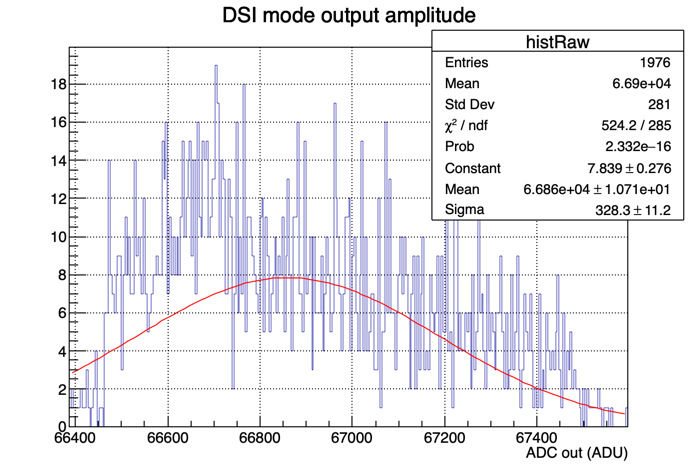 DSI mode output amplitude
histRaw
Entries 1976
Mean 6.69e+04
Std Dev 281
χ² / ndf 524.2 / 285
Prob 2.332e−16
Constant 7.839 ± 0.276
Mean 6.686e+04 ± 1.071e+01
Sigma 328.3 ± 11.2
18
16
14
12
10
8
6
4
2
0
66400 66600 66800 67000 67200 67400
ADC out (ADU)